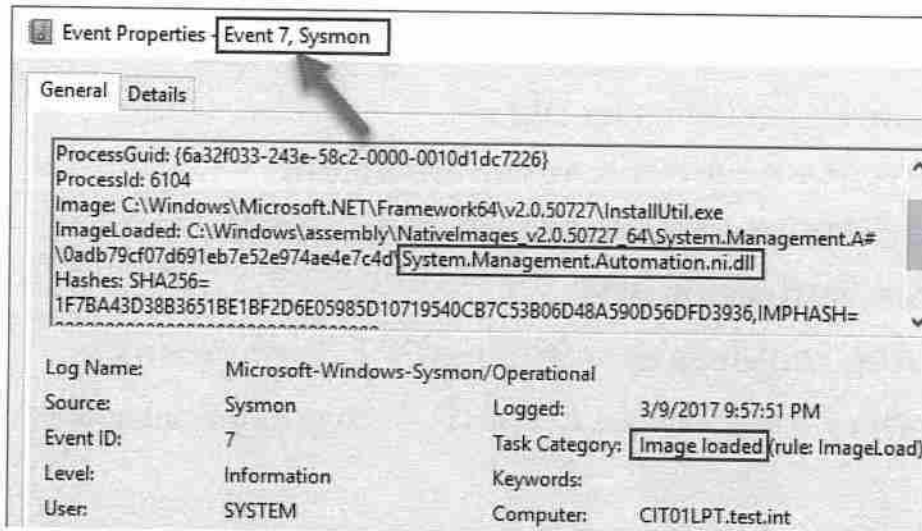 Event Properties - Event 7, Sysmon
General Details
ProcessGuid: {6a32f033-243e-58c2-0000-0010d1dc7226}
ProcessId: 6104
Image: C:\Windows\Microsoft.NET\Framework64\v2.0.50727\InstallUtil.exe
ImageLoaded: C:\Windows\assembly\NativeImages_v2.0.50727_64\System.Management.A#
\0adb79cf07d691eb7e52e974ae4e7c4d\System.Management.Automation.ni.dll
Hashes: SHA256=
1F7BA43D38B3651BE1BF2D6E05985D10719540CB7C53B06D48A590D56DFD3936,IMPHASH=
Log Name: Microsoft-Windows-Sysmon/Operational
Source: Sysmon Logged: 3/9/2017 9:57:51 PM
Event ID: 7 Task Category: Image loaded (rule: ImageLoad)
Level: Information Keywords:
User: SYSTEM Computer: CIT01LPT.test.int